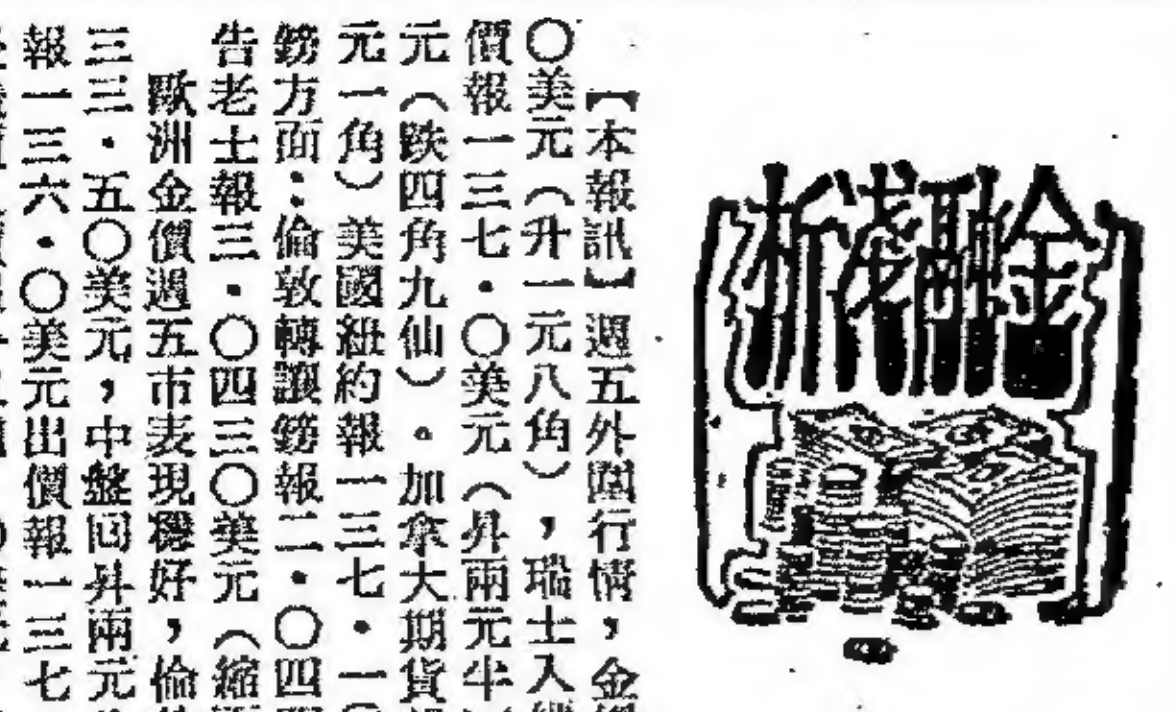 金融淺析
【本報訊】週五外圍行情，金
〇美元（升一元八角），瑞士入
價報一三七．〇美元（昇兩元半
元（跌四角九仙）。加拿大期貨
元一角）美國紐約報一三七．一
鎊方面：倫敦轉讓鎊報二．〇四
告老士報三．〇四三〇美元（縮
歐洲金價週五市表現穩好，倫
三三．五〇美元，中盤回昇兩元
報一三六．〇美元出價報一三七